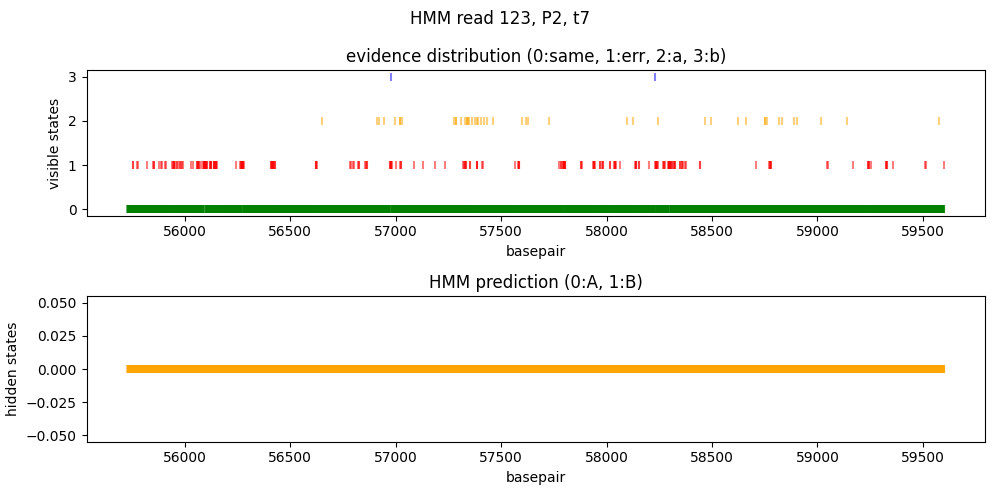 HMM read 123, P2, t7
evidence distribution (0:same, 1:err, 2:a, 3:b)
visible states
3
2
1
0
56000 56500 57000 57500 58000 58500 59000 59500
basepair
HMM prediction (0:A, 1:B)
hidden states
0.050
0.025
0.000
−0.025
−0.050
56000 56500 57000 57500 58000 58500 59000 59500
basepair